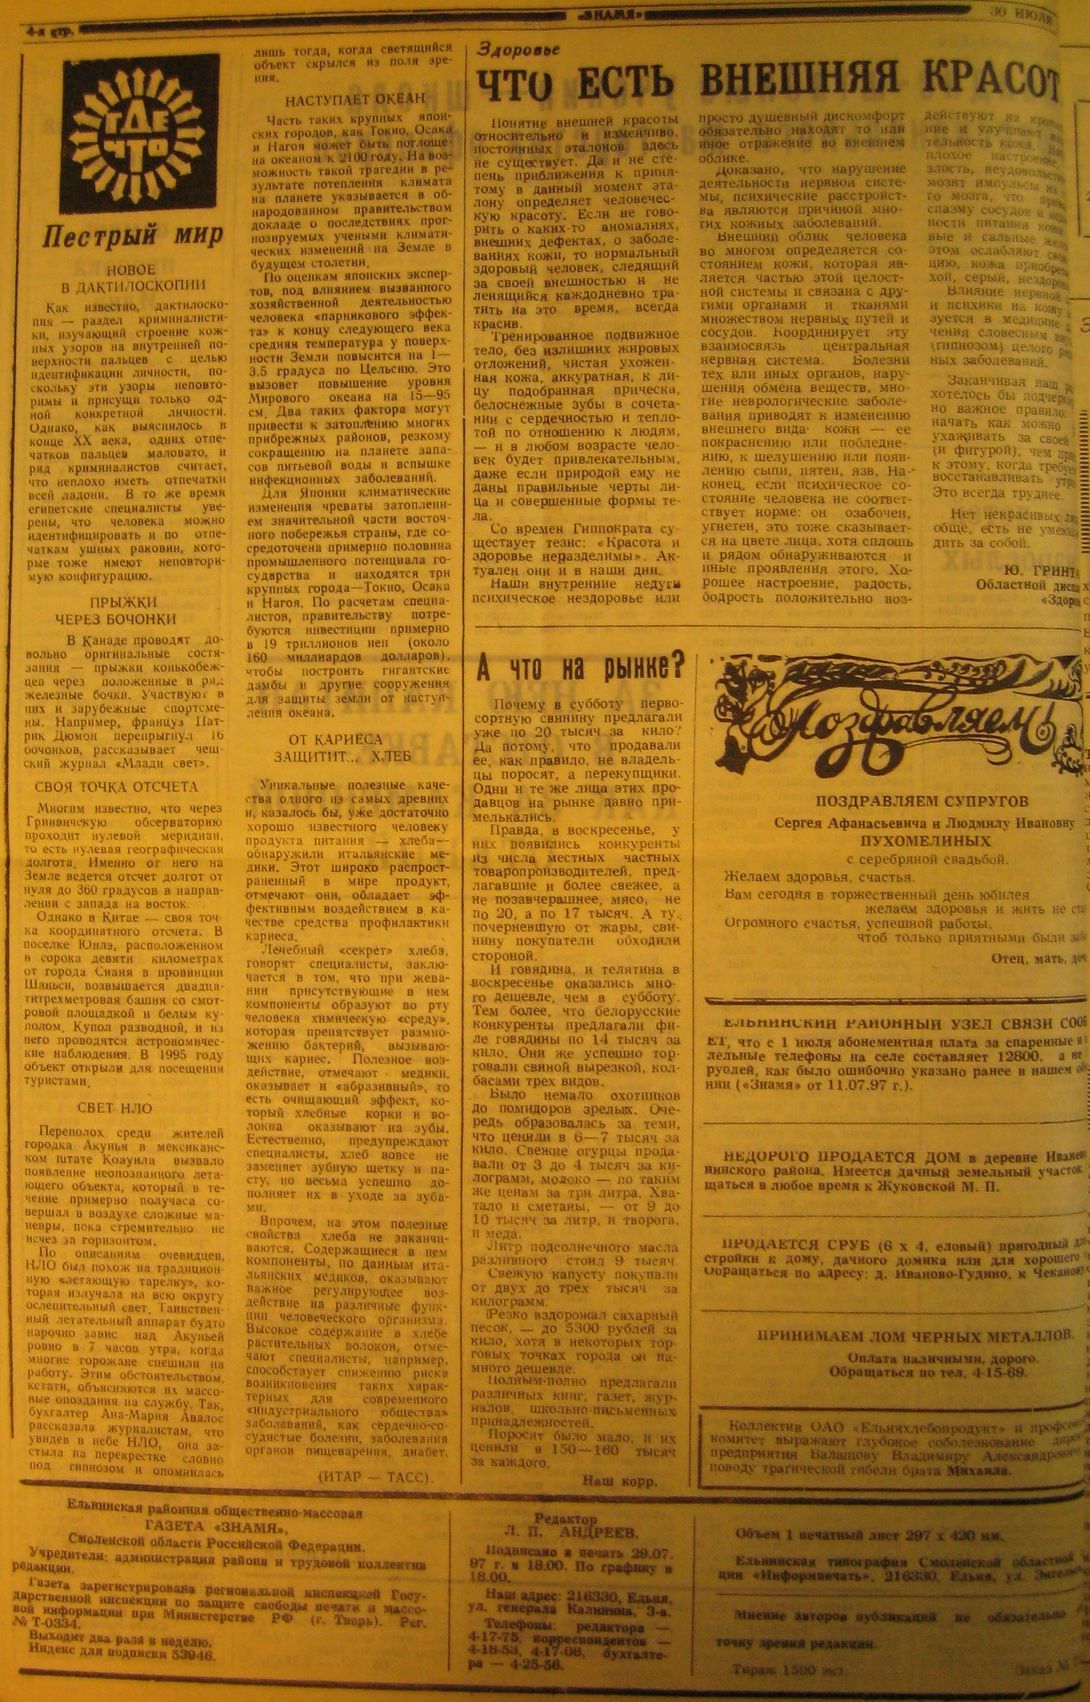 4-я стр.
«ЗНАМЯ»
30 ИЮЛЯ
ГДЕ
ЧТО
Пестрый мир
НОВОЕ
В ДАКТИЛОСКОПИИ
Как известно, дактилоско-
пия — раздел криминалисти-
ки, изучающий строение кож-
ных узоров на внутренней по-
верхности пальцев с целью
идентификации личности, по-
скольку эти узоры неповто-
римы и присущи только од-
ной конкретной личности.
Однако, как выяснилось в
конце XX века, одних отпе-
чатков пальцев маловато, и
ряд криминалистов считает,
что неплохо иметь отпечатки
всей ладони. В то же время
египетские специалисты уве-
рены, что человека можно
идентифицировать и по отпе-
чаткам ушных раковин, кото-
рые тоже имеют неповтори-
мую конфигурацию.
ПРЫЖКИ
ЧЕРЕЗ БОЧОНКИ
В Канаде проводят до-
вольно оригинальные состя-
зания — прыжки конькобеж-
цев через положенные в ряд
железные бочки. Участвуют в
них и зарубежные спортсме-
ны. Например, француз Пат-
рик Дюмон перепрыгнул 16
бочонков, рассказывает чеш-
ский журнал «Млади свет».
СВОЯ ТОЧКА ОТСЧЕТА
Многим известно, что через
Гринвичскую обсерваторию
проходит нулевой меридиан,
то есть нулевая географическая
долгота. Именно от него на
Земле ведется отсчет долгот от
нуля до 360 градусов в направ-
лении с запада на восток.
Однако в Китае — своя точ-
ка координатного отсчета. В
поселке Юнлэ, расположенном
в сорока девяти километрах
от города Сианя в провинции
Шэньси, возвышается двадца-
титрехметровая башня со смот-
ровой площадкой и белым ку-
полом. Купол разводной, и из
него проводятся астрономичес-
кие наблюдения. В 1995 году
объект открыли для посещения
туристами.
СВЕТ НЛО
Переполох среди жителей
городка Акунья в мексиканс-
ком штате Коауила вызвало
появление неопознанного лета-
ющего объекта, который в те-
чение примерно получаса со-
вершал в воздухе сложные ма-
невры, пока стремительно не
исчез за горизонтом.
По описаниям очевидцев,
НЛО был похож на традицион-
ную «летающую тарелку», ко-
торая излучала на всю округу
ослепительный свет. Таинствен-
ный летательный аппарат будто
нарочно завис над Акуньей
ровно в 7 часов утра, когда
многие горожане спешили на
работу. Этим обстоятельством,
кстати, объясняются их массо-
вые опоздания на службу. Так,
бухгалтер Ана-Мария Авалос
рассказала журналистам, что
увидев в небе НЛО, она за-
стыла на перекрестке словно
под гипнозом и опомнилась
лишь тогда, когда светящийся
объект скрылся из поля зре-
ния.
НАСТУПАЕТ ОКЕАН
Часть таких крупных япон-
ских городов, как Токио, Осака
и Нагоя может быть поглоще-
на океаном к 2100 году. На воз-
можность такой трагедии в ре-
зультате потепления климата
на планете указывается в об-
народованном правительством
докладе о последствиях прог-
нозируемых учеными климати-
ческих изменений на Земле в
будущем столетии.
По оценкам японских экспер-
тов, под влиянием вызванного
хозяйственной деятельностью
человека «парникового эффек-
та» к концу следующего века
средняя температура у поверх-
ности Земли повысится на 1—
3,5 градуса по Цельсию. Это
вызовет повышение уровня
Мирового океана на 15—95
см. Два таких фактора могут
привести к затоплению многих
прибрежных районов, резкому
сокращению на планете запа-
сов питьевой воды и вспышке
инфекционных заболеваний.
Для Японии климатические
изменения чреваты затоплени-
ем значительной части восточ-
ного побережья страны, где со-
средоточена примерно половина
промышленного потенциала го-
сударства и находятся три
крупных города—Токио, Осака
и Нагоя. По расчетам специа-
листов, правительству потре-
буются инвестиции примерно
в 19 триллионов иен (около
160 миллиардов долларов),
чтобы построить гигантские
дамбы и другие сооружения
для защиты земли от наступ-
ления океана.
ОТ КАРИЕСА
ЗАЩИТИТ... ХЛЕБ
Уникальные полезные каче-
ства одного из самых древних
и, казалось бы, уже достаточно
хорошо известного человеку
продукта питания — хлеба—
обнаружили итальянские ме-
дики. Этот широко распрост-
раненный в мире продукт,
отмечают они, обладает эф-
фективным воздействием в ка-
честве средства профилактики
кариеса.
Лечебный «секрет» хлеба,
говорят специалисты, заклю-
чается в том, что при жева-
нии присутствующие в нем
компоненты образуют во рту
человека химическую «среду»,
которая препятствует размно-
жению бактерий, вызываю-
щих кариес. Полезное воз-
действие, отмечают медики,
оказывает и «абразивный», то
есть очищающий эффект, ко-
торый хлебные корки и во-
локна оказывают на зубы.
Естественно, предупреждают
специалисты, хлеб вовсе не
заменяет зубную щетку и па-
сту, но весьма успешно до-
полняет их в уходе за зуба-
ми.
Впрочем, на этом полезные
свойства хлеба не заканчи-
ваются. Содержащиеся в нем
компоненты, по данным ита-
льянских медиков, оказывают
важное регулирующее воз-
действие на различные функ-
ции человеческого организма.
Высокое содержание в хлебе
растительных волокон, отме-
чают специалисты, например,
способствует снижению риска
возникновения таких харак-
терных для современного
«индустриального общества»
заболеваний, как сердечно-со-
судистые болезни, заболевания
органов пищеварения, диабет.
(ИТАР — ТАСС).
Здоровье
ЧТО ЕСТЬ ВНЕШНЯЯ КРАСОТ
Понятие внешней красоты
относительно и изменчиво,
постоянных эталонов здесь
не существует. Да и не сте-
пень приближения к приня-
тому в данный момент эта-
лону определяет человечес-
кую красоту. Если не гово-
рить о каких-то аномалиях,
внешних дефектах, о заболе-
ваниях кожи, то нормальный
здоровый человек, следящий
за своей внешностью и не
ленящийся каждодневно тра-
тить на это время, всегда
красив.
Тренированное подвижное
тело, без излишних жировых
отложений, чистая ухожен-
ная кожа, аккуратная, к ли-
цу подобранная прическа,
белоснежные зубы в сочета-
нии с сердечностью и тепло-
той по отношению к людям,
— и в любом возрасте чело-
век будет привлекательным,
даже если природой ему не
даны правильные черты ли-
ца и совершенные формы те-
ла.
Со времен Гиппократа су-
ществует тезис: «Красота и
здоровье неразделимы». Ак-
туален они и в наши дни.
Наши внутренние недуги
психическое нездоровье или
просто душевный дискомфорт
обязательно находят то или
иное отражение во внешнем
облике.
Доказано, что нарушение
деятельности нервной систе-
мы, психические расстройст-
ва являются причиной мно-
гих кожных заболеваний.
Внешний облик человека
во многом определяется со-
стоянием кожи, которая яв-
ляется частью этой целост-
ной системы и связана с дру-
гими органами и тканями
множеством нервных путей и
сосудов. Координирует эту
взаимосвязь центральная
нервная система. Болезни
тех или иных органов, нару-
шения обмена веществ, мно-
гие неврологические заболе-
вания приводят к изменению
внешнего вида кожи — ее
покраснению или побледне-
нию, к шелушению или появ-
лению сыпи, пятен, язв. На-
конец, если психическое со-
стояние человека не соответ-
ствует норме: он озабочен,
угнетен, это тоже сказывает-
ся на цвете лица, хотя сплошь
и рядом обнаруживаются и
иные проявления этого. Хо-
рошее настроение, радость,
бодрость положительно воз-
действуют на
ние и улучшают
тельность кожи.
плохое настроение,
злость, неудовольст
мозят импульсы из
го мозга, что
спазму сосудов и
ности питания кожи,
вые и сальные
этом ослабляют
цию, кожа приобрет
хой, серый, нездоров
Влияние нервной
и психики на кожу
зуется в медицине
чения словесным
(гипнозом) целого
ных заболеваний.
Заканчивая наш
хотелось бы подчерк
но важное правило:
начать как можно
ухаживать за своей
(и фигурой), чем
к этому, когда требуе
восстанавливать
Это всегда труднее.
Нет некрасивых
обще, есть не умеющ
дить за собой.
Ю. ГРИН
Областной
«Здоров
А что на рынке?
Почему в субботу перво-
сортную свинину предлагали
уже по 20 тысяч за кило?
Да потому, что продавали
ее, как правило, не владель-
цы поросят, а перекупщики.
Одни и те же лица этих про-
давцов на рынке давно при-
мелькались.
Правда, в воскресенье, у
них появились конкуренты
из числа местных частных
товаропроизводителей, пред-
лагавшие и более свежее, а
не позавчерашнее, мясо, не
по 20, а по 17 тысяч. А ту,
почерневшую от жары, сви-
нину покупатели обходили
стороной.
И говядина, и телятина в
воскресенье оказались мно-
го дешевле, чем в субботу.
Тем более, что белорусские
конкуренты предлагали фи-
ле говядины по 14 тысяч за
кило. Они же успешно тор-
говали свиной вырезкой, кол-
басами трех видов.
Было немало охотников
до помидоров зрелых. Оче-
редь образовалась за теми,
что ценили в 6—7 тысяч за
кило. Свежие огурцы прода-
вали от 3 до 4 тысяч за ки-
лограмм, молоко — по таким
же ценам за три литра. Хва-
тало и сметаны, — от 9 до
10 тысяч за литр, и творога,
и меда.
Литр подсолнечного масла
разливного стоил 9 тысяч.
Свежую капусту покупали
от двух до трех тысяч за
килограмм.
Резко вздорожал сахарный
песок, — до 5300 рублей за
кило, хотя в некоторых тор-
говых точках города он на-
много дешевле.
Полным-полно предлагали
различных книг, газет, жур-
налов, школьно-письменных
принадлежностей.
Поросят было мало, и их
ценили в 150—160 тысяч
за каждого.
Наш корр.
Поздравляем!
ПОЗДРАВЛЯЕМ СУПРУГОВ
Сергея Афанасьевича и Людмилу Ивановну
ПУХОМЕЛИНЫХ
с серебряной свадьбой.
Желаем здоровья, счастья.
Вам сегодня в торжественный день юбилея
желаем здоровья и жить не
Огромного счастья, успешной работы,
чтоб только приятными были
Отец, мать,
ЕЛЬНИНСКИЙ РАЙОННЫЙ УЗЕЛ СВЯЗИ СООБ
ЕТ, что с 1 июля абонементная плата за спаренные
лельные телефоны на селе составляет 12800, а не
рублей, как было ошибочно указано ранее в нашем
нии («Знамя» от 11.07.97 г.).
НЕДОРОГО ПРОДАЕТСЯ ДОМ в деревне
нинского района. Имеется дачный земельный участок.
щаться в любое время к Жуковской М. П.
ПРОДАЕТСЯ СРУБ (6 х 4, еловый) пригодный для
стройки к дому, дачного домика или для хорошего
Обращаться по адресу: д. Иваново-Гудино, к Чеканову
ПРИНИМАЕМ ЛОМ ЧЕРНЫХ МЕТАЛЛОВ.
Оплата наличными, дорого.
Обращаться по тел. 4-15-69.
Коллектив ОАО «Ельняхлебопродукт» и профсоюз
комитет выражают глубокое соболезнование
предприятия Балашову Владимиру Александрович
поводу трагической гибели брата Михаила.
Ельнинская районная общественно-массовая
ГАЗЕТА «ЗНАМЯ»,
Смоленской области Российской Федерации.
Учредители: администрация района и трудовой коллектив
редакции.
Газета зарегистрирована региональной инспекцией Госу-
дарственной инспекции по защите свободы печати и массо-
вой информации при Министерстве РФ (г. Тверь). Рег.
№ Т-0334.
Выходит два раза в неделю.
Индекс для подписки 53946.
Редактор
Л. П. АНДРЕЕВ.
Подписано в печать 29.07.
97 г. в 18.00. По графику в
18.00.
Наш адрес: 216330, Ельня,
ул. генерала Калинина, 3-а.
Телефоны: редактора —
4-17-75, корреспондентов —
4-18-53, 4-17-08, бухгалте-
ра — 4-25-56.
Объем 1 печатный лист 297 х 420 мм.
Ельнинская типография Смоленской областной
ции «Информпечать», 216330, Ельня, ул.
Мнение авторов публикаций не обязательно
точку зрения редакции.
Тираж 1500 экз.
Заказ №